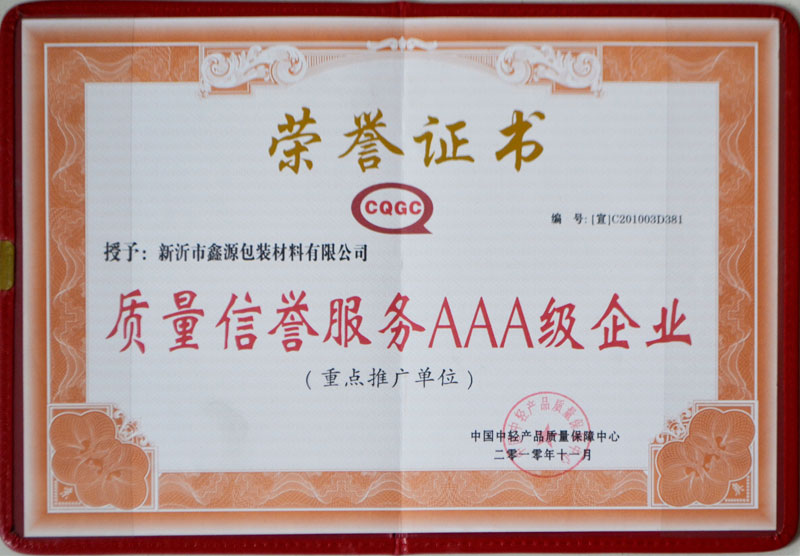 荣誉证书
CQGC
编 号:[宣]C201003D381
授予：新沂市鑫源包装材料有限公司
质量信誉服务AAA级企业
（重点推广单位）
中国中轻产品质量保障中心
二零一零年十一月